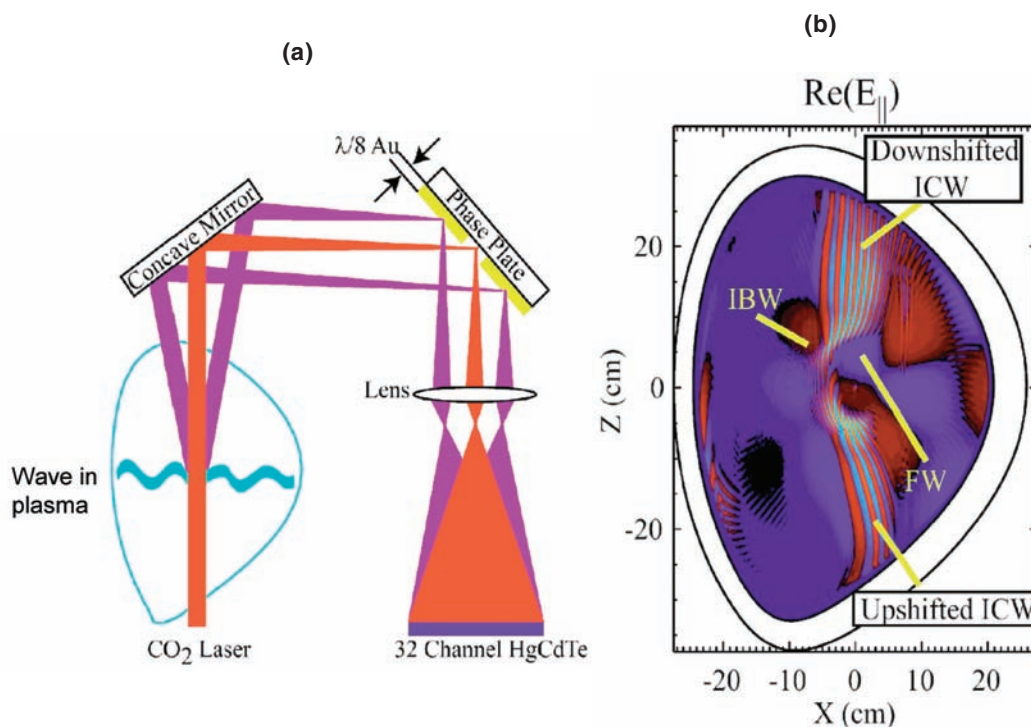 (a)
λ/8 Au
Phase Plate
Concave Mirror
Lens
Wave in
plasma
CO2 Laser
32 Channel HgCdTe
(b)
Re(E||)
Downshifted
ICW
IBW
FW
Upshifted ICW
Z (cm)
20
0
-20
-20
-10
0
10
20
X (cm)